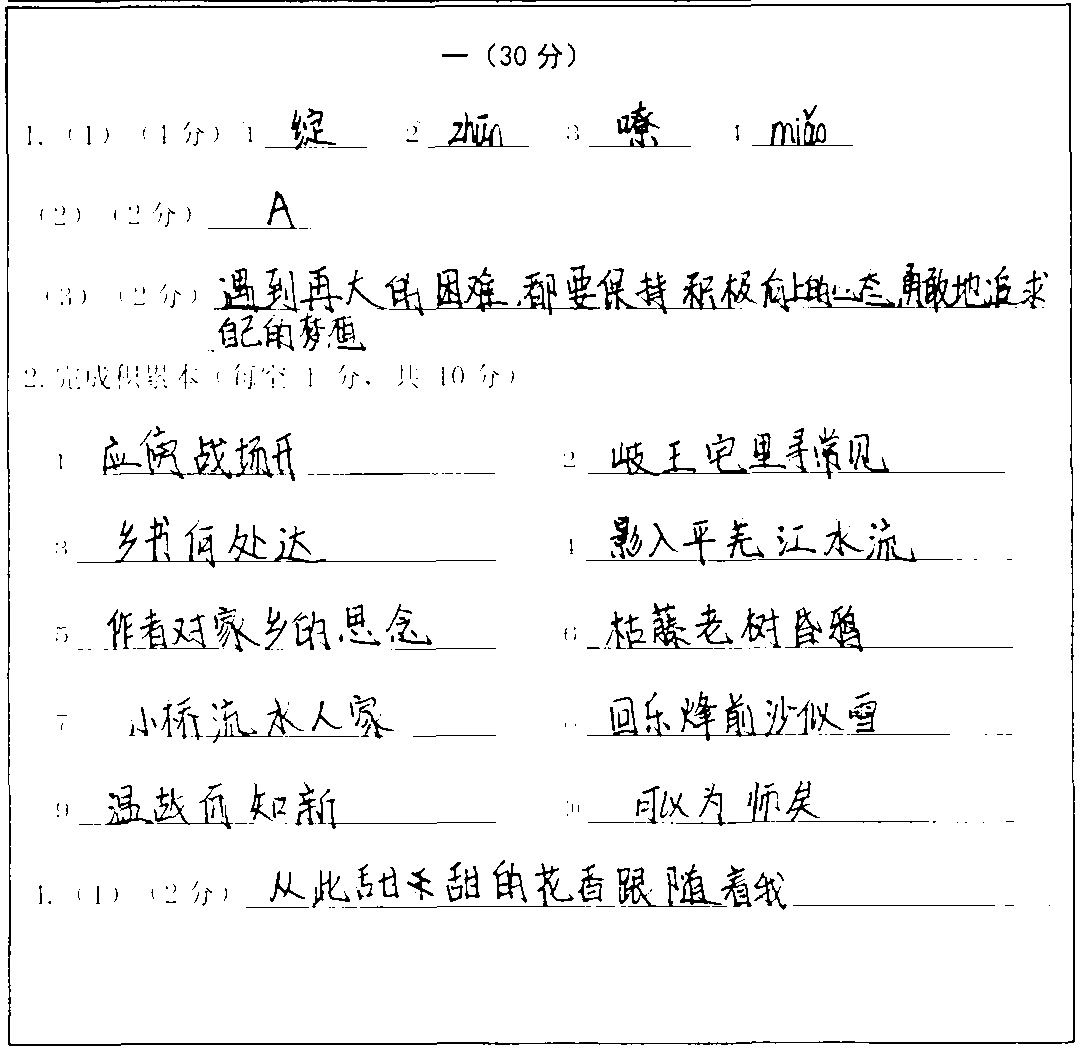 一（30 分）
1.（1）（4 分）1 绽 2 zhūn 3 嘹 4 miǎo
（2）（2 分） A
（3）（2 分）遇到再大的困难,都要保持积极向上的心态,勇敢地追求
自己的梦想
2.完成积累本（每空 1 分，共 10 分）
1 应傍战场开 2 岐王宅里寻常见
3 乡书何处达 4 影入平羌江水流
5 作者对家乡的思念 6 枯藤老树昏鸦
7 小桥流水人家 回乐烽前沙似雪
9 温故而知新 10 可以为师矣
4.（1）（2 分） 从此甜禾甜的花香跟随着我